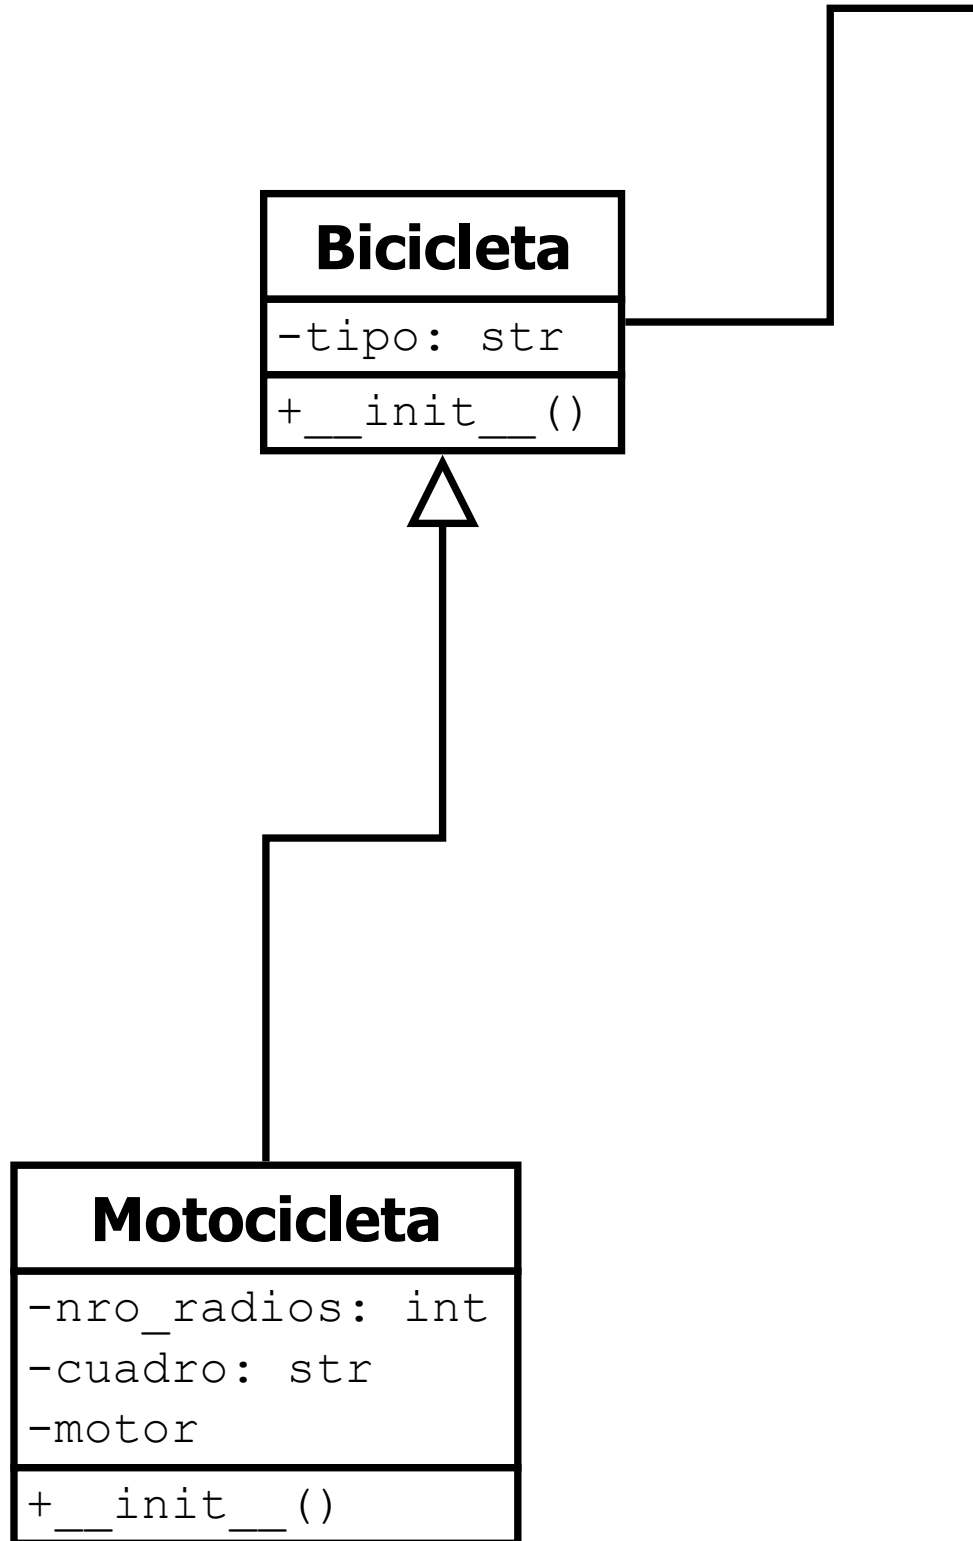 Bicicleta
-tipo: str
+__init__()
Motocicleta
-nro_radios: int
-cuadro: str
-motor
+__init__()